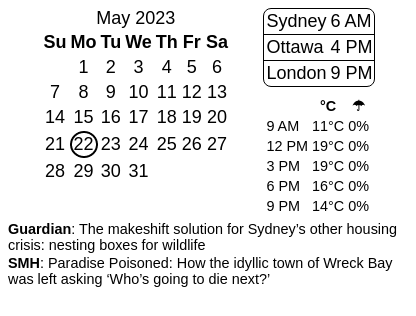 May 2023
Su Mo Tu We Th Fr Sa
1 2 3 4 5 6
7 8 9 10 11 12 13
14 15 16 17 18 19 20
21 22 23 24 25 26 27
28 29 30 31
Sydney 6 AM
Ottawa 4 PM
London 9 PM
°C ☂
9 AM 11°C 0%
12 PM 19°C 0%
3 PM 19°C 0%
6 PM 16°C 0%
9 PM 14°C 0%
Guardian: The makeshift solution for Sydney’s other housing
crisis: nesting boxes for wildlife
SMH: Paradise Poisoned: How the idyllic town of Wreck Bay
was left asking ‘Who’s going to die next?’